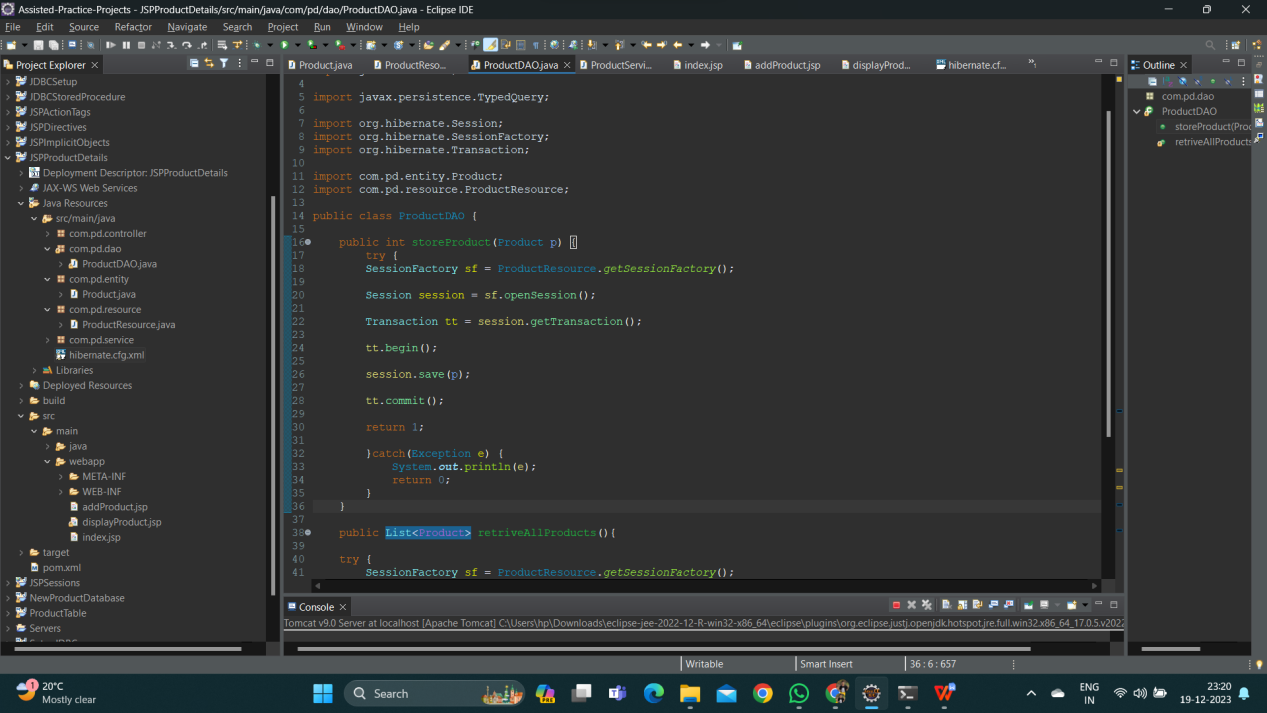 Assisted-Practice-Projects - JSPProductDetails/src/main/java/com/pd/dao/ProductDAO.java - Eclipse IDE
File Edit Source Refactor Navigate Search Project Run Window Help
Project Explorer
JDBCSetup
JDBCStoredProcedure
JSPActionTags
JSPDirectives
JSPImplicitObjects
JSPProductDetails
Deployment Descriptor: JSPProductDetails
JAX-WS Web Services
Java Resources
src/main/java
com.pd.controller
com.pd.dao
ProductDAO.java
com.pd.entity
Product.java
com.pd.resource
ProductResource.java
com.pd.service
hibernate.cfg.xml
Libraries
Deployed Resources
build
src
main
java
webapp
META-INF
WEB-INF
addProduct.jsp
displayProduct.jsp
index.jsp
target
pom.xml
JSPSessions
NewProductDatabase
ProductTable
Servers
Product.java ProductReso... ProductDAO.java ProductServi... index.jsp addProduct.jsp displayProd... hibernate.cf...
4
5 import javax.persistence.TypedQuery;
6
7 import org.hibernate.Session;
8 import org.hibernate.SessionFactory;
9 import org.hibernate.Transaction;
10
11 import com.pd.entity.Product;
12 import com.pd.resource.ProductResource;
13
14 public class ProductDAO {
15
16 public int storeProduct(Product p) {
17 try {
18 SessionFactory sf = ProductResource.getSessionFactory();
19
20 Session session = sf.openSession();
21
22 Transaction tt = session.getTransaction();
23
24 tt.begin();
25
26 session.save(p);
27
28 tt.commit();
29
30 return 1;
31
32 }catch(Exception e) {
33 System.out.println(e);
34 return 0;
35 }
36 }
37
38 public List<Product> retriveAllProducts(){
39
40 try {
41 SessionFactory sf = ProductResource.getSessionFactory();
Outline
com.pd.dao
ProductDAO
storeProduct(Proc
retriveAllProducts
Console
Tomcat v9.0 Server at localhost [Apache Tomcat] C:\Users\hp\Downloads\eclipse-jee-2022-12-R-win32-x86_64\eclipse\plugins\org.eclipse.justj.openjdk.hotspot.jre.full.win32.x86_64_17.0.5.v2022
Writable Smart Insert 36 : 6 : 657
1
20°C
Mostly clear
Search
PRE
ENG
IN
23:20
19-12-2023